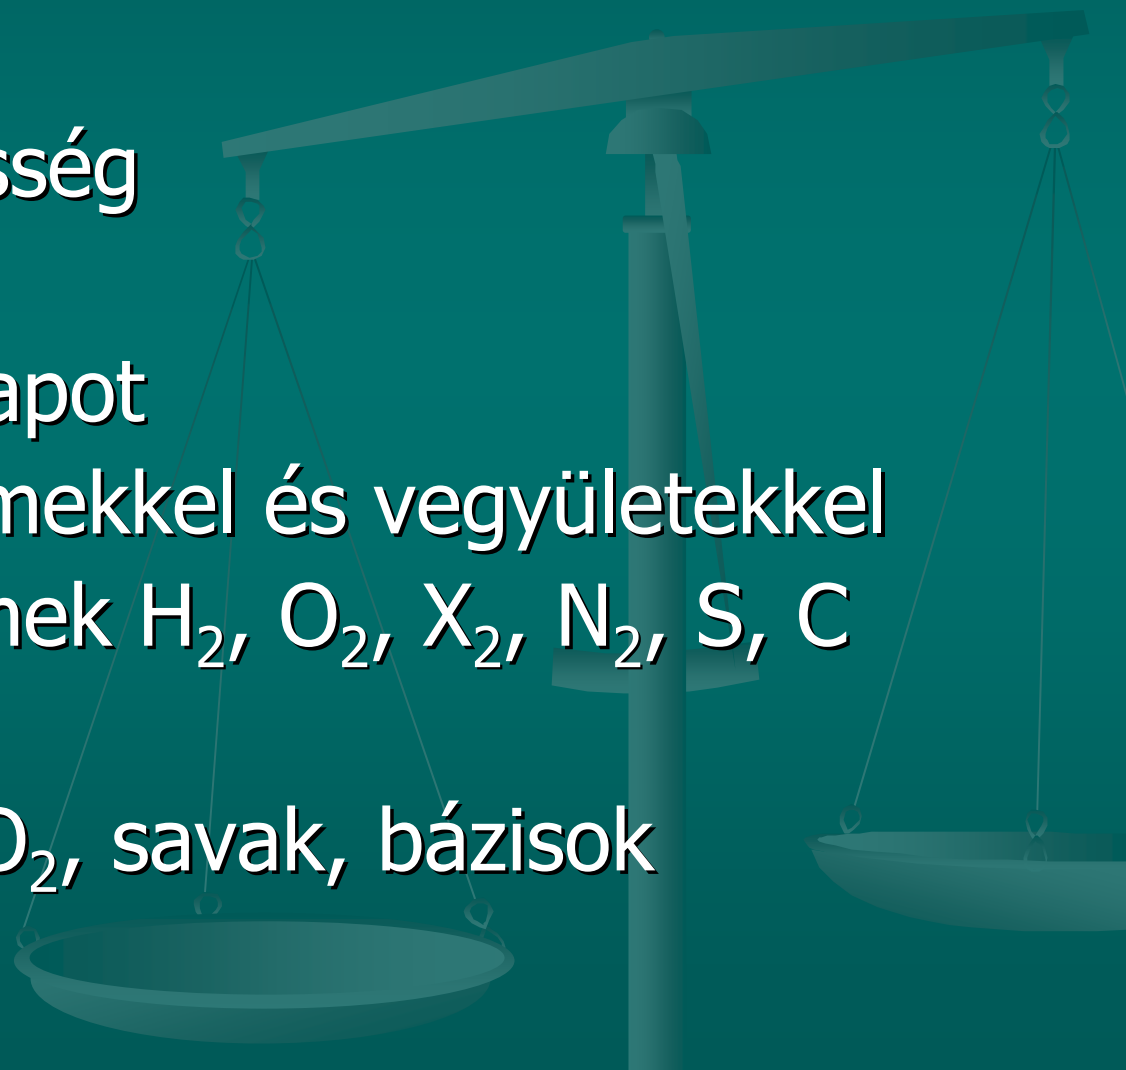 sség
apot
mekkel és vegyületekkel
nek H₂, O₂, X₂, N₂, S, C
O₂, savak, bázisok